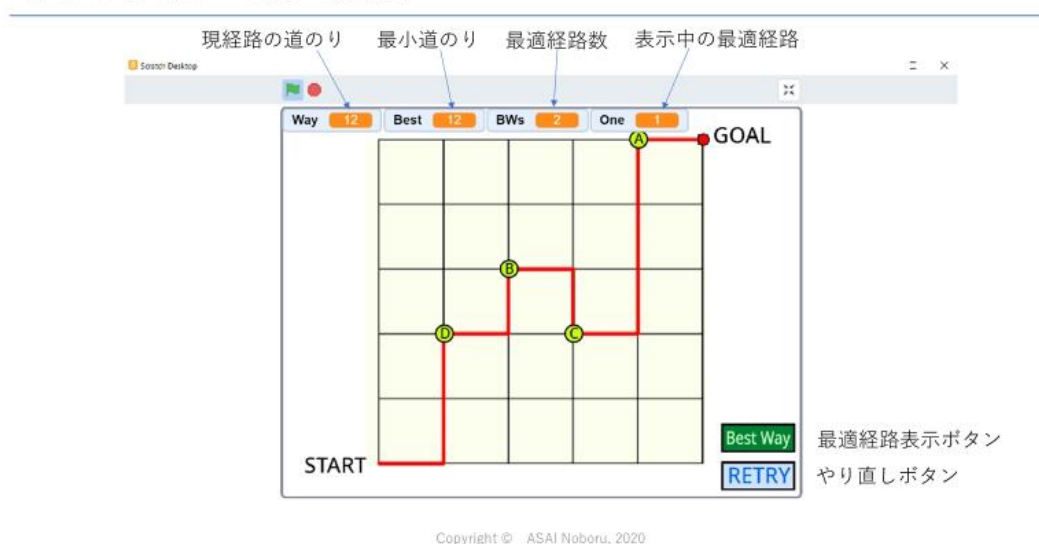 現経路の道のり 最小道のり 最適経路数 表示中の最適経路
Scratch Desktop
Way 12 Best 12 BWs 2 One 1
A GOAL
B
D C
Best Way 最適経路表示ボタン
START RETRY やり直しボタン
Copyright © ASAI Noboru, 2020